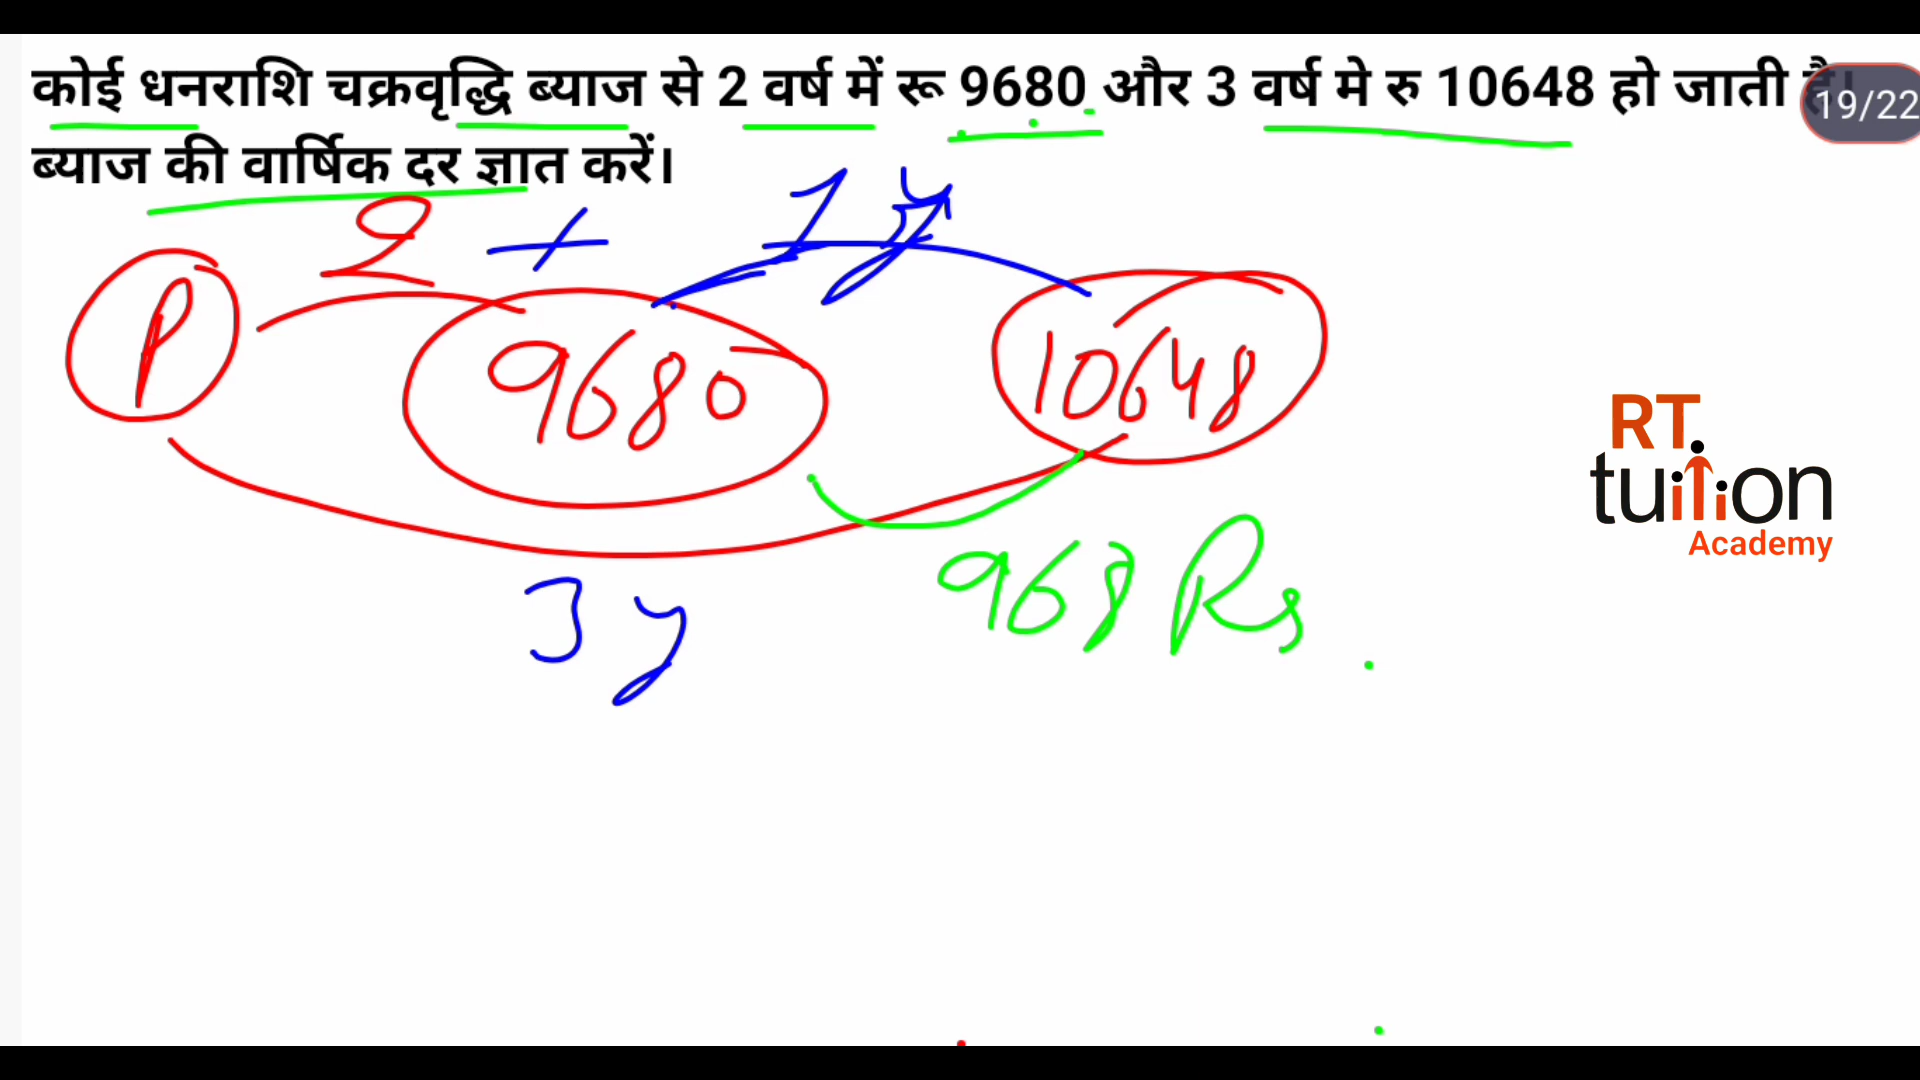 कोई धनराशि चक्रवृद्धि ब्याज से 2 वर्ष में रू 9680 और 3 वर्ष मे रु 10648 हो जाती है।
19/22
ब्याज की वार्षिक दर ज्ञात करें।
2 + 1y
P 9680 10648
RT
tuition
Academy
968 Rs
3y